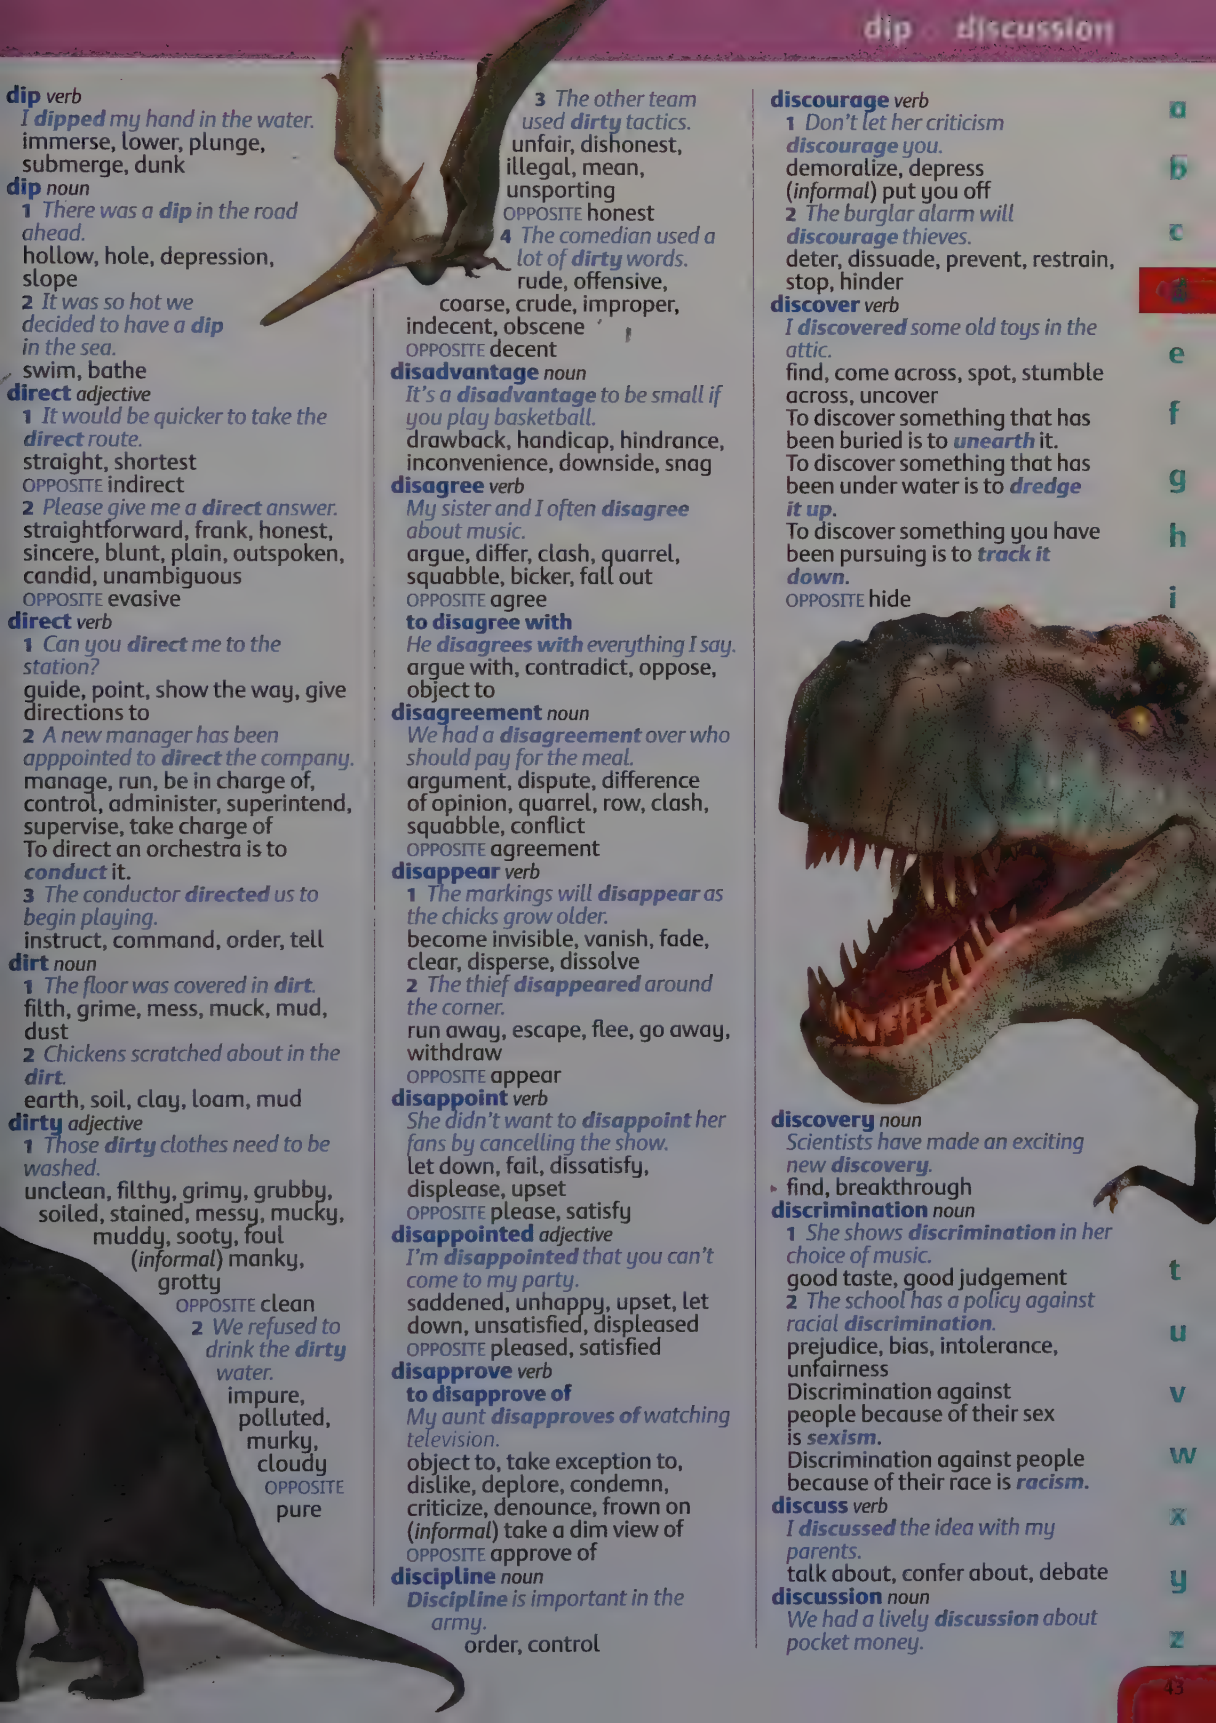 dip discussion
dip verb
I dipped my hand in the water.
immerse, lower, plunge,
submerge, dunk
dip noun
1 There was a dip in the road
ahead.
hollow, hole, depression,
slope
2 It was so hot we
decided to have a dip
in the sea.
swim, bathe
direct adjective
1 It would be quicker to take the
direct route.
straight, shortest
OPPOSITE indirect
2 Please give me a direct answer.
straightforward, frank, honest,
sincere, blunt, plain, outspoken,
candid, unambiguous
OPPOSITE evasive
direct verb
1 Can you direct me to the
station?
guide, point, show the way, give
directions to
2 A new manager has been
apppointed to direct the company.
manage, run, be in charge of,
control, administer, superintend,
supervise, take charge of
To direct an orchestra is to
conduct it.
3 The conductor directed us to
begin playing.
instruct, command, order, tell
dirt noun
1 The floor was covered in dirt.
filth, grime, mess, muck, mud,
dust
2 Chickens scratched about in the
dirt.
earth, soil, clay, loam, mud
dirty adjective
1 Those dirty clothes need to be
washed.
unclean, filthy, grimy, grubby,
soiled, stained, messy, mucky,
muddy, sooty, foul
(informal) manky,
grotty
OPPOSITE clean
2 We refused to
drink the dirty
water.
impure,
polluted,
murky,
cloudy
OPPOSITE
pure
3 The other team
used dirty tactics.
unfair, dishonest,
illegal, mean,
unsporting
OPPOSITE honest
4 The comedian used a
lot of dirty words.
rude, offensive,
coarse, crude, improper,
indecent, obscene
OPPOSITE decent
disadvantage noun
It's a disadvantage to be small if
you play basketball.
drawback, handicap, hindrance,
inconvenience, downside, snag
disagree verb
My sister and I often disagree
about music.
argue, differ, clash, quarrel,
squabble, bicker, fall out
OPPOSITE agree
to disagree with
He disagrees with everything I say.
argue with, contradict, oppose,
object to
disagreement noun
We had a disagreement over who
should pay for the meal.
argument, dispute, difference
of opinion, quarrel, row, clash,
squabble, conflict
OPPOSITE agreement
disappear verb
1 The markings will disappear as
the chicks grow older.
become invisible, vanish, fade,
clear, disperse, dissolve
2 The thief disappeared around
the corner.
run away, escape, flee, go away,
withdraw
OPPOSITE appear
disappoint verb
She didn't want to disappoint her
fans by cancelling the show.
let down, fail, dissatisfy,
displease, upset
OPPOSITE please, satisfy
disappointed adjective
I'm disappointed that you can't
come to my party.
saddened, unhappy, upset, let
down, unsatisfied, displeased
OPPOSITE pleased, satisfied
disapprove verb
to disapprove of
My aunt disapproves of watching
television.
object to, take exception to,
dislike, deplore, condemn,
criticize, denounce, frown on
(informal) take a dim view of
OPPOSITE approve of
discipline noun
Discipline is important in the
army.
order, control
discourage verb
1 Don't let her criticism
discourage you.
demoralize, depress
(informal) put you off
2 The burglar alarm will
discourage thieves.
deter, dissuade, prevent, restrain,
stop, hinder
discover verb
I discovered some old toys in the
attic.
find, come across, spot, stumble
across, uncover
To discover something that has
been buried is to unearth it.
To discover something that has
been under water is to dredge
it up.
To discover something you have
been pursuing is to track it
down.
OPPOSITE hide
discovery noun
Scientists have made an exciting
new discovery.
find, breakthrough
discrimination noun
1 She shows discrimination in her
choice of music.
good taste, good judgement
2 The school has a policy against
racial discrimination.
prejudice, bias, intolerance,
unfairness
Discrimination against
people because of their sex
is sexism.
Discrimination against people
because of their race is racism.
discuss verb
I discussed the idea with my
parents.
talk about, confer about, debate
discussion noun
We had a lively discussion about
pocket money.
a
b
c
d
e
f
g
h
i
t
u
v
w
x
y
z
43